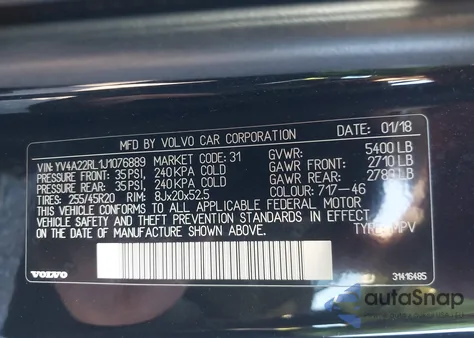 MFD BY VOLVO CAR CORPORATION DATE: 01/18
VIN: YV4A22RL1J1076889 MARKET CODE: 31 GVWR: 5400 LB
PRESSURE FRONT: 35 PSI, 240 KPA COLD GAWR FRONT: 2710 LB
PRESSURE REAR: 35 PSI, 240 KPA COLD GAWR REAR: 2789 LB
TIRES: 255/45R20 RIM: 8Jx20x52.5 COLOUR: 717-46
THIS VEHICLE CONFORMS TO ALL APPLICABLE FEDERAL MOTOR
VEHICLE SAFETY AND THEFT PREVENTION STANDARDS IN EFFECT
ON THE DATE OF MANUFACTURE SHOWN ABOVE. MPV
VOLVO 31416485
autoSnap